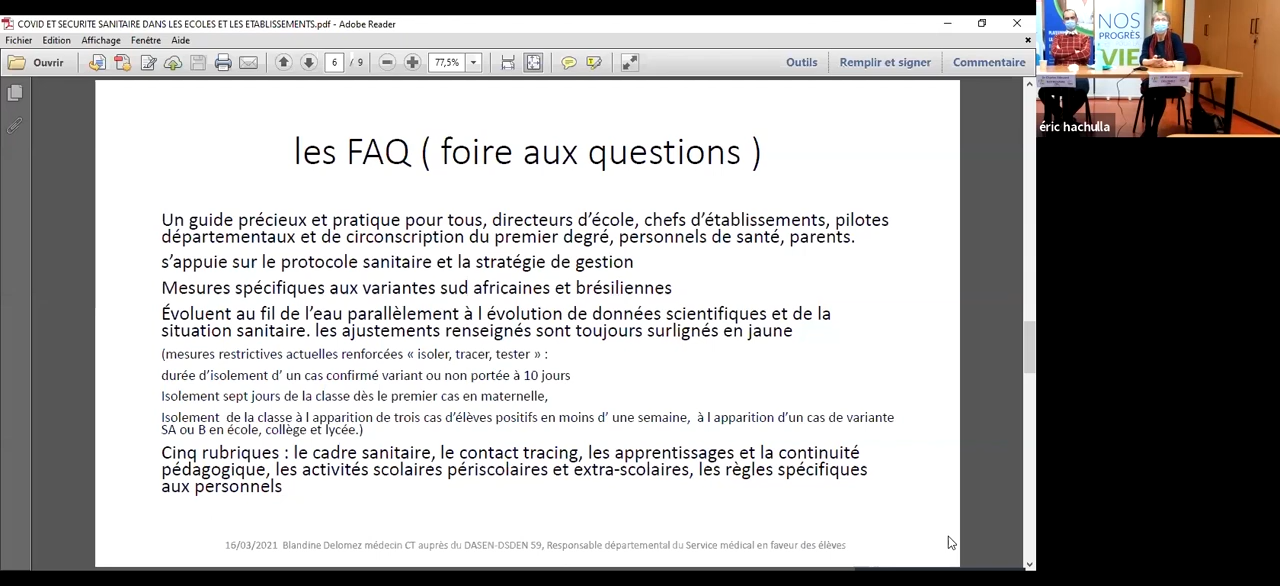 COVID ET SECURITE SANITAIRE DANS LES ECOLES ET LES ETABLISSEMENTS.pdf - Adobe Reader
Fichier Edition Affichage Fenêtre Aide
Ouvrir 6 / 9 77,5% Outils Remplir et signer Commentaire
les FAQ ( foire aux questions )
Un guide précieux et pratique pour tous, directeurs d’école, chefs d’établissements, pilotes
départementaux et de circonscription du premier degré, personnels de santé, parents.
s’appuie sur le protocole sanitaire et la stratégie de gestion
Mesures spécifiques aux variantes sud africaines et brésiliennes
Évoluent au fil de l’eau parallèlement à l évolution de données scientifiques et de la
situation sanitaire. les ajustements renseignés sont toujours surlignés en jaune
(mesures restrictives actuelles renforcées « isoler, tracer, tester » :
durée d’isolement d’ un cas confirmé variant ou non portée à 10 jours
Isolement sept jours de la classe dès le premier cas en maternelle,
Isolement de la classe à l apparition de trois cas d’élèves positifs en moins d’ une semaine, à l apparition d’un cas de variante
SA ou B en école, collège et lycée.)
Cinq rubriques : le cadre sanitaire, le contact tracing, les apprentissages et la continuité
pédagogique, les activités scolaires périscolaires et extra-scolaires, les règles spécifiques
aux personnels
16/03/2021 Blandine Delomez médecin CT auprès du DASEN-DSDEN 59, Responsable départemental du Service médical en faveur des élèves
NOS
PROGRÈS
VIE
éric hachulla